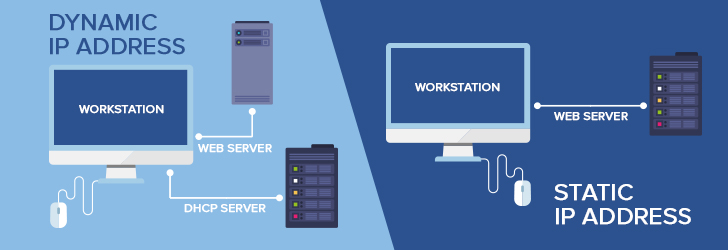 DYNAMIC
IP ADDRESS
WORKSTATION
WEB SERVER
DHCP SERVER
WORKSTATION
WEB SERVER
STATIC
IP ADDRESS